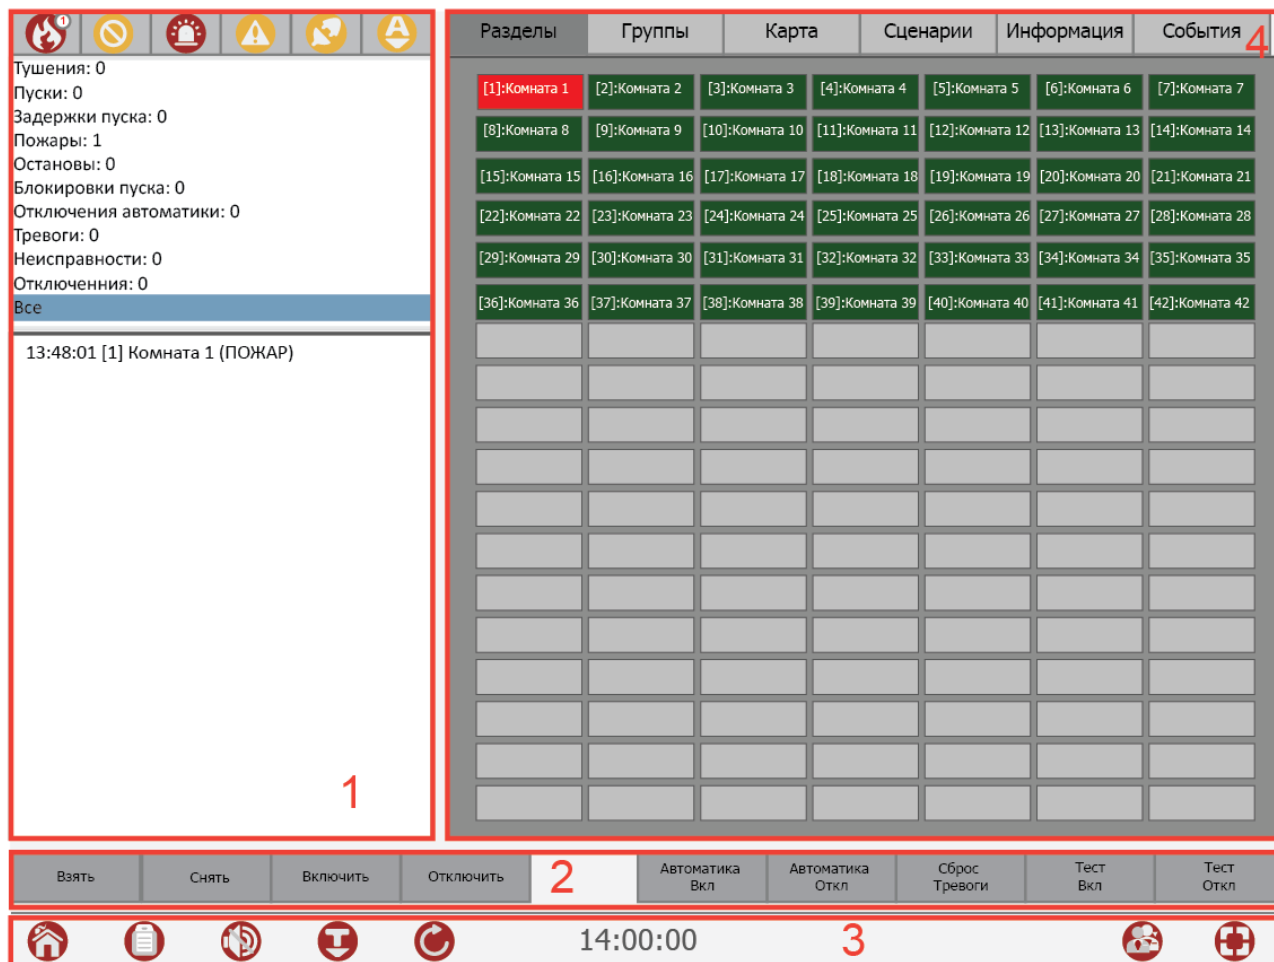 1
Тушения: 0
Пуски: 0
Задержки пуска: 0
Пожары: 1
Остановы: 0
Блокировки пуска: 0
Отключения автоматики: 0
Тревоги: 0
Неисправности: 0
Отключенния: 0
Все
13:48:01 [1] Комната 1 (ПОЖАР)
1
Разделы Группы Карта Сценарии Информация События 4
[1]:Комната 1 [2]:Комната 2 [3]:Комната 3 [4]:Комната 4 [5]:Комната 5 [6]:Комната 6 [7]:Комната 7
[8]:Комната 8 [9]:Комната 9 [10]:Комната 10 [11]:Комната 11 [12]:Комната 12 [13]:Комната 13 [14]:Комната 14
[15]:Комната 15 [16]:Комната 16 [17]:Комната 17 [18]:Комната 18 [19]:Комната 19 [20]:Комната 20 [21]:Комната 21
[22]:Комната 22 [23]:Комната 23 [24]:Комната 24 [25]:Комната 25 [26]:Комната 26 [27]:Комната 27 [28]:Комната 28
[29]:Комната 29 [30]:Комната 30 [31]:Комната 31 [32]:Комната 32 [33]:Комната 33 [34]:Комната 34 [35]:Комната 35
[36]:Комната 36 [37]:Комната 37 [38]:Комната 38 [39]:Комната 39 [40]:Комната 40 [41]:Комната 41 [42]:Комната 42
Взять Снять Включить Отключить 2
Автоматика
Вкл
Автоматика
Откл
Сброс
Тревоги
Тест
Вкл
Тест
Откл
14:00:00 3